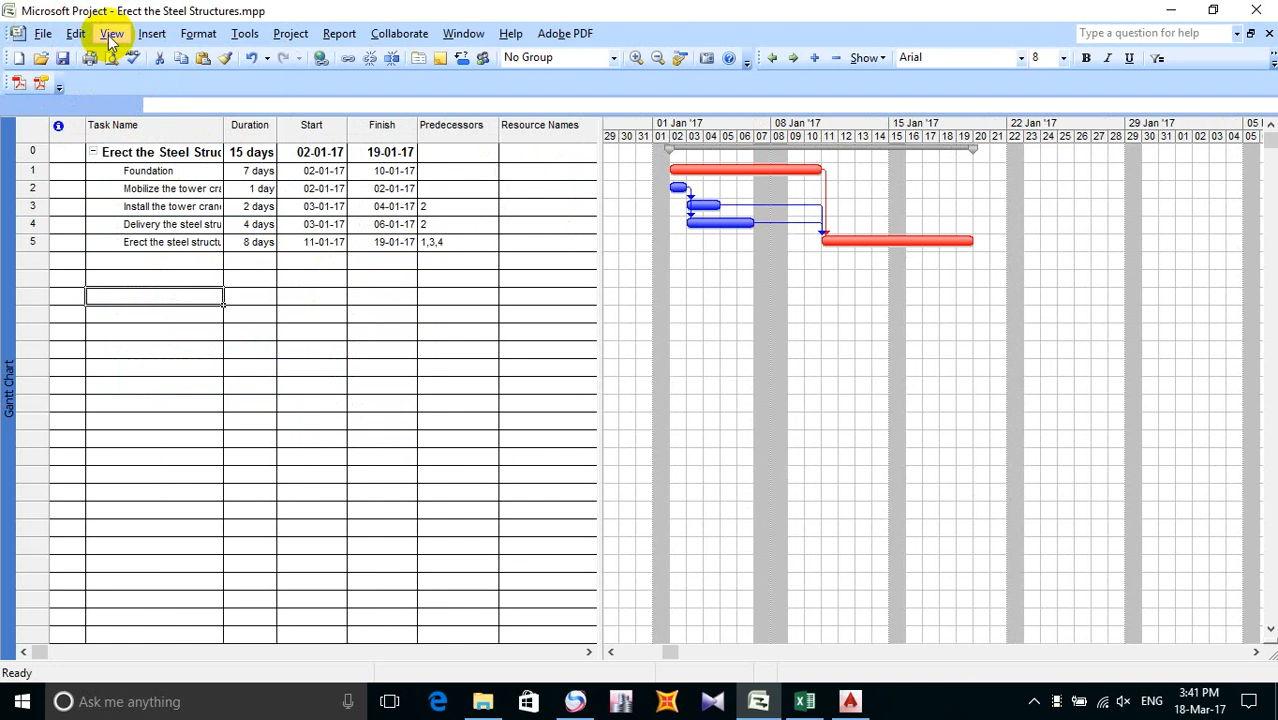 Microsoft Project - Erect the Steel Structures.mpp
File Edit View Insert Format Tools Project Report Collaborate Window Help Adobe PDF
Type a question for help
No Group
Show
Arial
8
B I U
Task Name Duration Start Finish Predecessors Resource Names
01 Jan '17 08 Jan '17 15 Jan '17 22 Jan '17 29 Jan '17 05
29 30 31 01 02 03 04 05 06 07 08 09 10 11 12 13 14 15 16 17 18 19 20 21 22 23 24 25 26 27 28 29 30 31 01 02 03 04 05 06
0 Erect the Steel Struc 15 days 02-01-17 19-01-17
1 Foundation 7 days 02-01-17 10-01-17
2 Mobilize the tower cra 1 day 02-01-17 02-01-17
3 Install the tower crane 2 days 03-01-17 04-01-17 2
4 Delivery the steel stru 4 days 03-01-17 06-01-17 2
5 Erect the steel structu 8 days 11-01-17 19-01-17 1,3,4
Gantt Chart
Ready
Ask me anything
ENG
3:41 PM
18-Mar-17